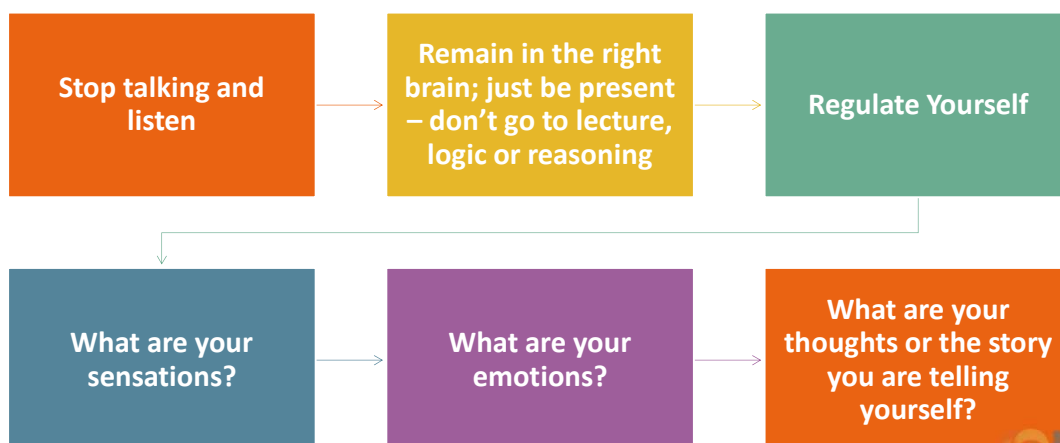 Stop talking and
listen
Remain in the right
brain; just be present
– don’t go to lecture,
logic or reasoning
Regulate Yourself
What are your
sensations?
What are your
emotions?
What are your
thoughts or the story
you are telling
yourself?